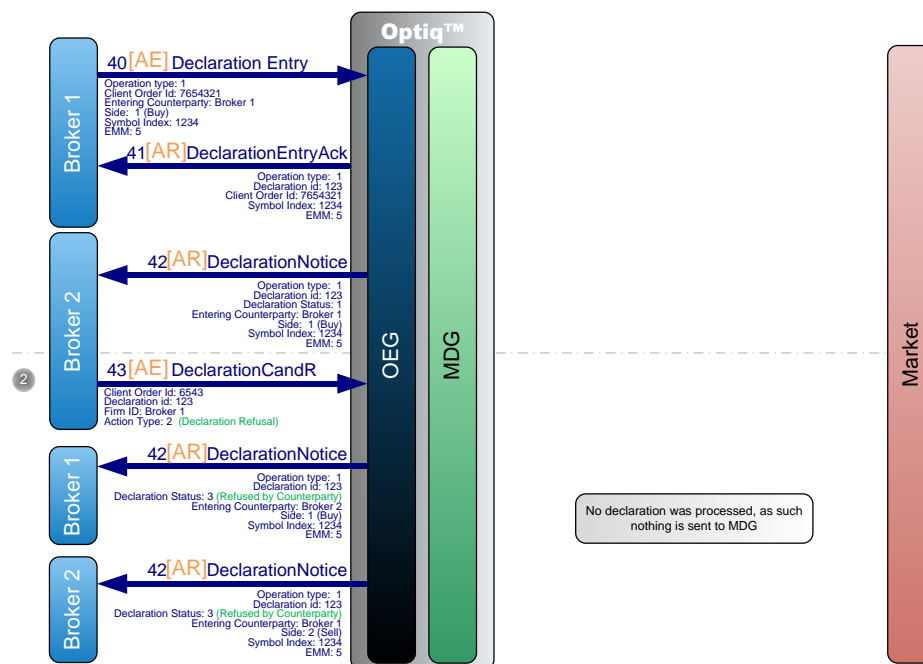 Optiq™
Broker 1
40[AE] Declaration Entry
Operation type: 1
Client Order Id: 7654321
Entering Counterparty: Broker 1
Side: 1 (Buy)
Symbol Index: 1234
EMM: 5
41[AR]DeclarationEntryAck
Operation type: 1
Declaration id: 123
Client Order Id: 7654321
Symbol Index: 1234
EMM: 5
Broker 2
42[AR]DeclarationNotice
Operation type: 1
Declaration id: 123
Declaration Status: 1
Entering Counterparty: Broker 1
Side: 1 (Buy)
Symbol Index: 1234
EMM: 5
OEG
MDG
Market
2
43[AE] DeclarationCandR
Client Order Id: 6543
Declaration id: 123
Firm ID: Broker 1
Action Type: 2 (Declaration Refusal)
Broker 1
42[AR]DeclarationNotice
Operation type: 1
Declaration id: 123
Declaration Status: 3 (Refused by Counterparty)
Entering Counterparty: Broker 2
Side: 1 (Buy)
Symbol Index: 1234
EMM: 5
No declaration was processed, as such
nothing is sent to MDG
Broker 2
42[AR]DeclarationNotice
Operation type: 1
Declaration id: 123
Declaration Status: 3 (Refused by Counterparty)
Entering Counterparty: Broker 1
Side: 2 (Sell)
Symbol Index: 1234
EMM: 5